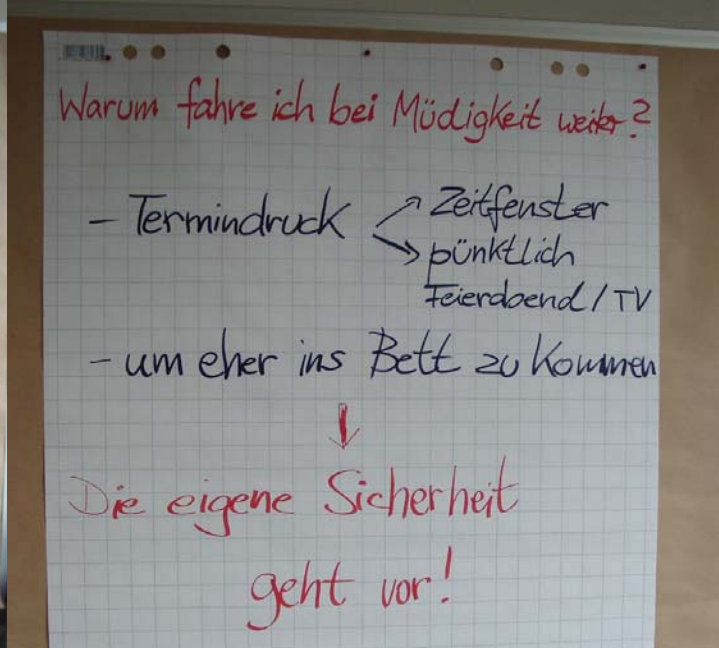 Warum fahre ich bei Müdigkeit weiter?
- Termindruck ↗ Zeitfenster
↘ pünktlich
Feierabend / TV
- um eher ins Bett zu kommen
↓
Die eigene Sicherheit
geht vor!